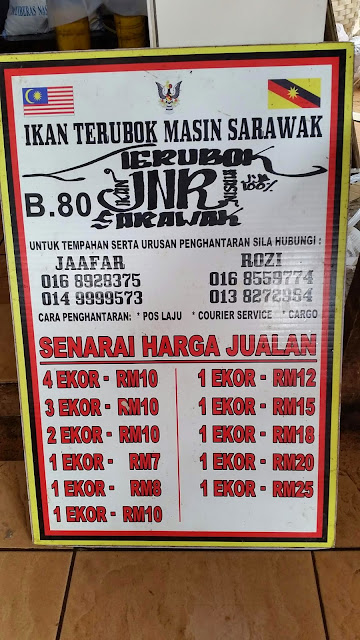 IKAN TERUBOK MASIN SARAWAK
TERUBOK
B.80 IKAN JNR MASIN 100%
SARAWAK
UNTUK TEMPAHAN SERTA URUSAN PENGHANTARAN SILA HUBUNGI :
JAAFAR ROZI
016 8928375 016 8559774
014 9999573 013 8272994
CARA PENGHANTARAN: * POS LAJU * COURIER SERVICE * CARGO
SENARAI HARGA JUALAN
4 EKOR - RM10
3 EKOR - RM10
2 EKOR - RM10
1 EKOR - RM7
1 EKOR - RM8
1 EKOR - RM10
1 EKOR - RM12
1 EKOR - RM15
1 EKOR - RM18
1 EKOR - RM20
1 EKOR - RM25